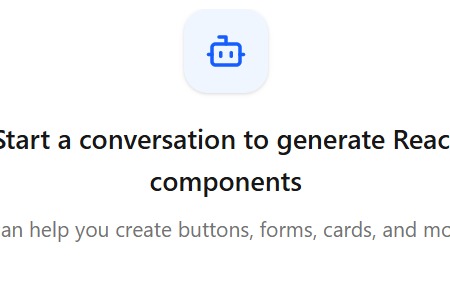 Start a conversation to generate Reac
components
an help you create buttons, forms, cards, and mo